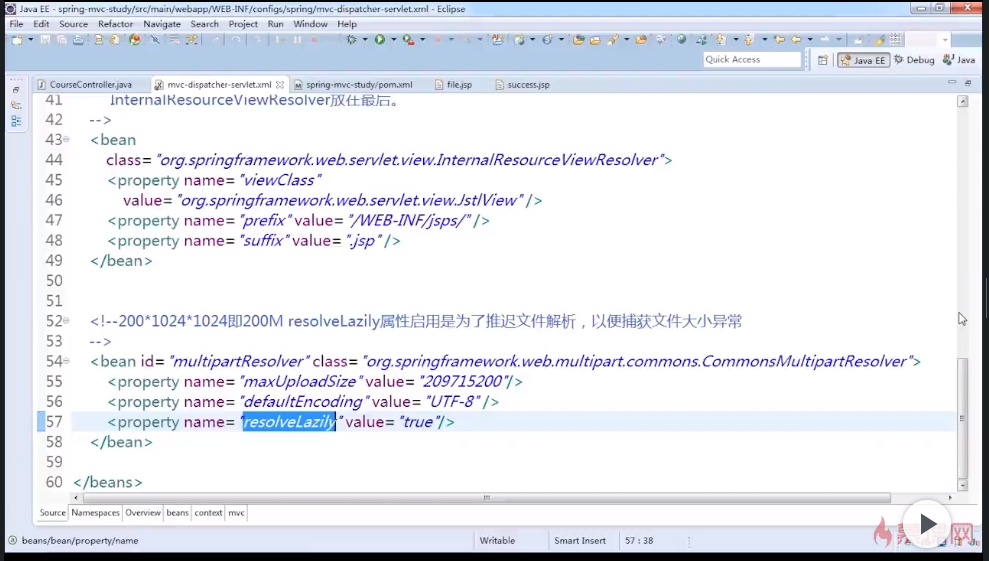 Java EE - spring-mvc-study/src/main/webapp/WEB-INF/configs/spring/mvc-dispatcher-servlet.xml - Eclipse
File Edit Source Refactor Navigate Search Project Run Window Help
Quick Access Java EE Debug Java
CourseController.java mvc-dispatcher-servlet.xml spring-mvc-study/pom.xml file.jsp success.jsp
41 InternalResourceViewResolver放在最后。
42 -->
43 <bean
44 class="org.springframework.web.servlet.view.InternalResourceViewResolver">
45 <property name="viewClass"
46 value="org.springframework.web.servlet.view.JstlView" />
47 <property name="prefix" value="/WEB-INF/jsps/" />
48 <property name="suffix" value=".jsp" />
49 </bean>
50
51
52 <!--200*1024*1024即200M resolveLazily属性启用是为了推迟文件解析，以便捕获文件大小异常
53 -->
54 <bean id="multipartResolver" class="org.springframework.web.multipart.commons.CommonsMultipartResolver">
55 <property name="maxUploadSize" value="209715200"/>
56 <property name="defaultEncoding" value="UTF-8" />
57 <property name="resolveLazily" value="true"/>
58 </bean>
59
60 </beans>
Source Namespaces Overview beans context mvc
beans/bean/property/name Writable Smart Insert 57 : 38